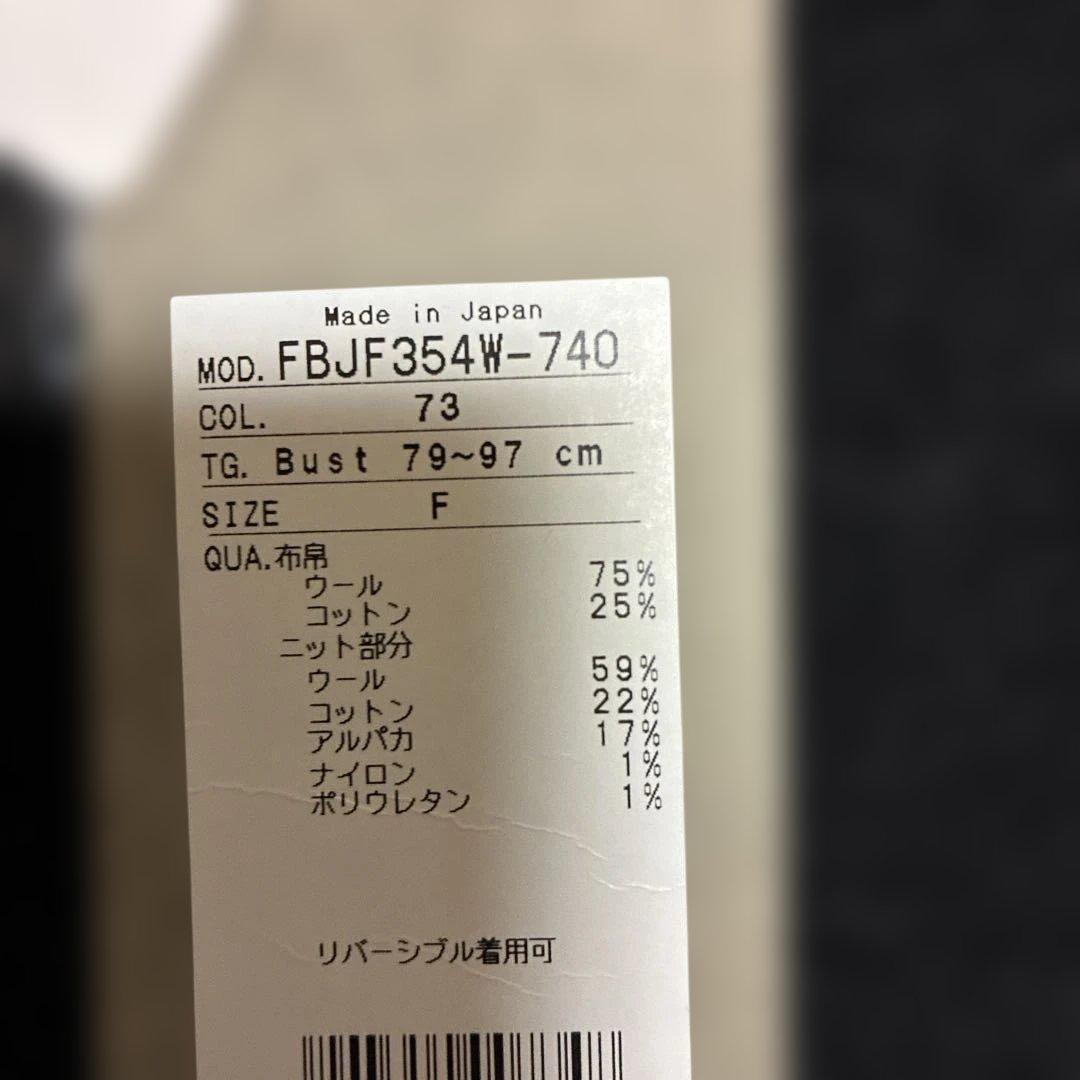 Made in Japan
MOD. FBJF354W-740
COL. 73
TG. Bust 79~97 cm
SIZE F
QUA. 布帛
ウール 75%
コットン 25%
ニット部分
ウール 59%
コットン 22%
アルパカ 17%
ナイロン 1%
ポリウレタン 1%
リバーシブル着用可